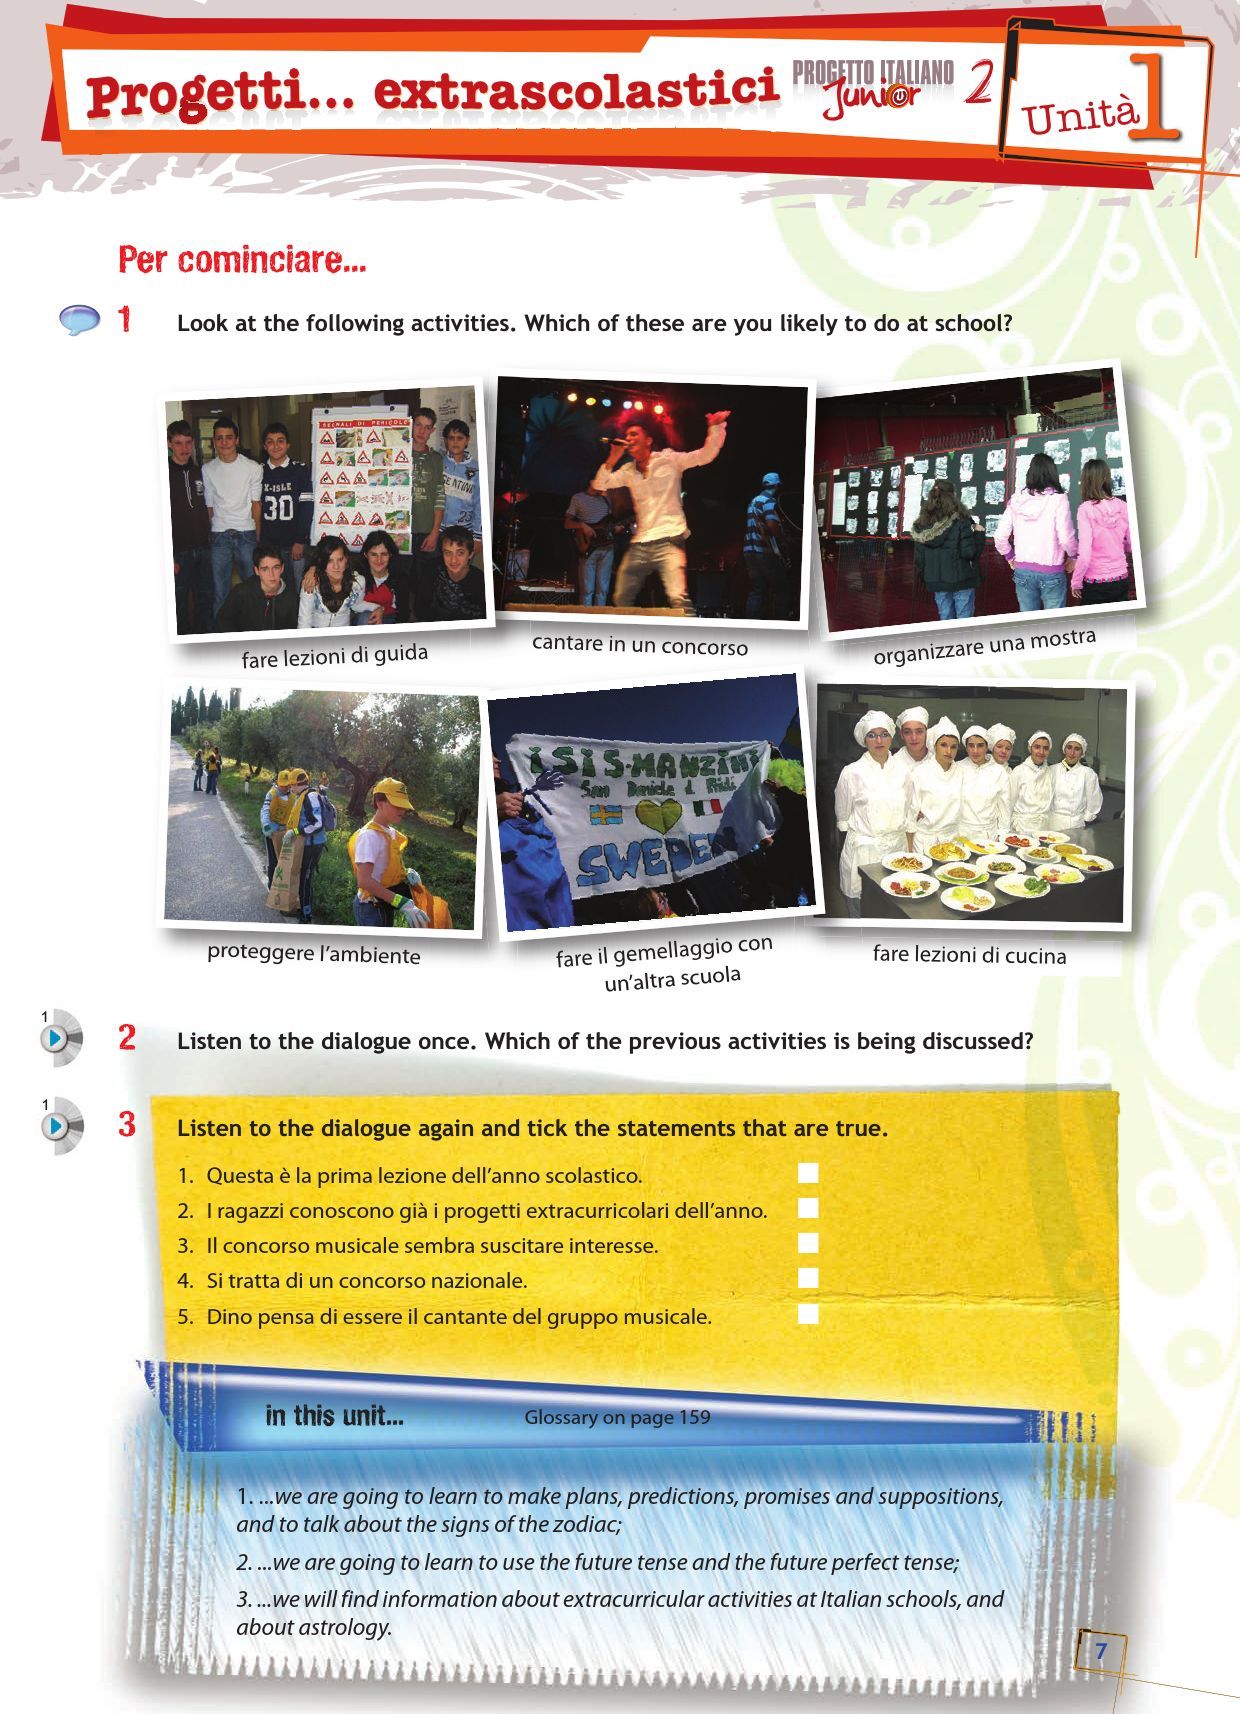 Progetti... extrascolastici
PROGETTO ITALIANO
Junior 2
Unità 1
Per cominciare...
1 Look at the following activities. Which of these are you likely to do at school?
SEGNALI DI PERICOLO
X-ISLE
30
23
fare lezioni di guida
cantare in un concorso
organizzare una mostra
ISIS-MANZINI
San Daniele d. Friuli
SWEDEN
proteggere l'ambiente
fare il gemellaggio con
un'altra scuola
fare lezioni di cucina
1
2 Listen to the dialogue once. Which of the previous activities is being discussed?
1
3 Listen to the dialogue again and tick the statements that are true.
1. Questa è la prima lezione dell'anno scolastico.
2. I ragazzi conoscono già i progetti extracurricolari dell'anno.
3. Il concorso musicale sembra suscitare interesse.
4. Si tratta di un concorso nazionale.
5. Dino pensa di essere il cantante del gruppo musicale.
in this unit...
Glossary on page 159
1. ...we are going to learn to make plans, predictions, promises and suppositions,
and to talk about the signs of the zodiac;
2. ...we are going to learn to use the future tense and the future perfect tense;
3. ...we will find information about extracurricular activities at Italian schools, and
about astrology.
7